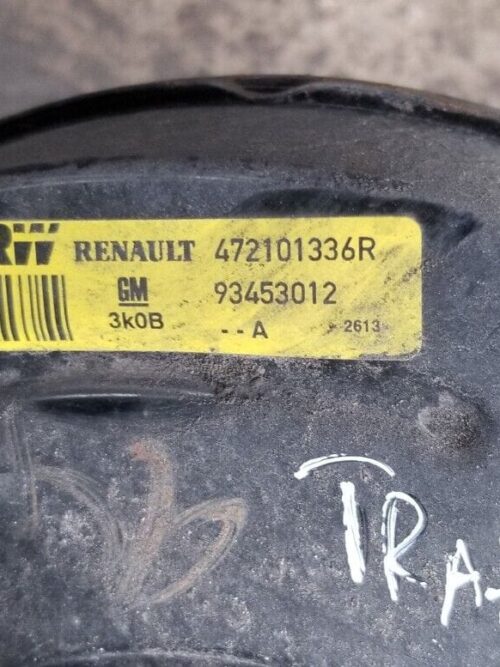 RW RENAULT 472101336R
GM 93453012
3k0B --A 2613
TRA